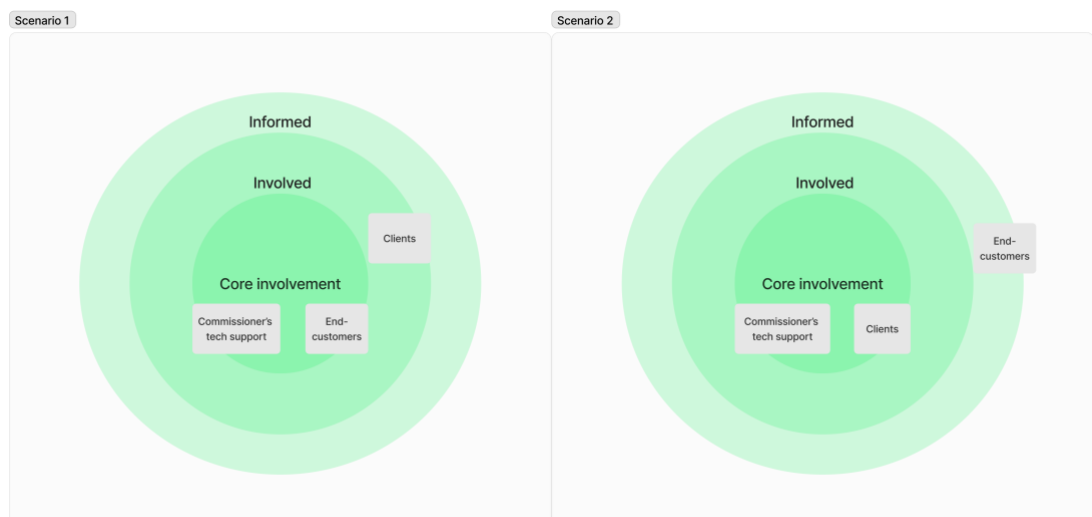 Scenario 1
Informed
Involved
Clients
Core involvement
Commissioner's
tech support
End-
customers
Scenario 2
Informed
Involved
End-
customers
Core involvement
Commissioner's
tech support
Clients